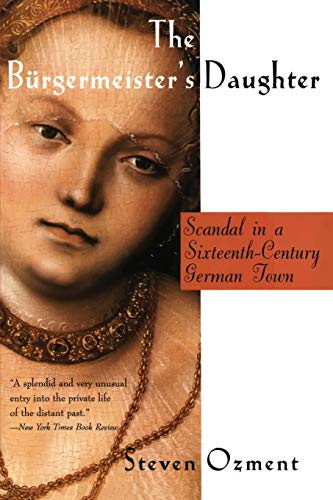 The
Bürgermeister's Daughter
Scandal in a
Sixteenth-Century
German Town
"A splendid and very unusual
entry into the private life
of the distant past."
—New York Times Book Review
Steven Ozment